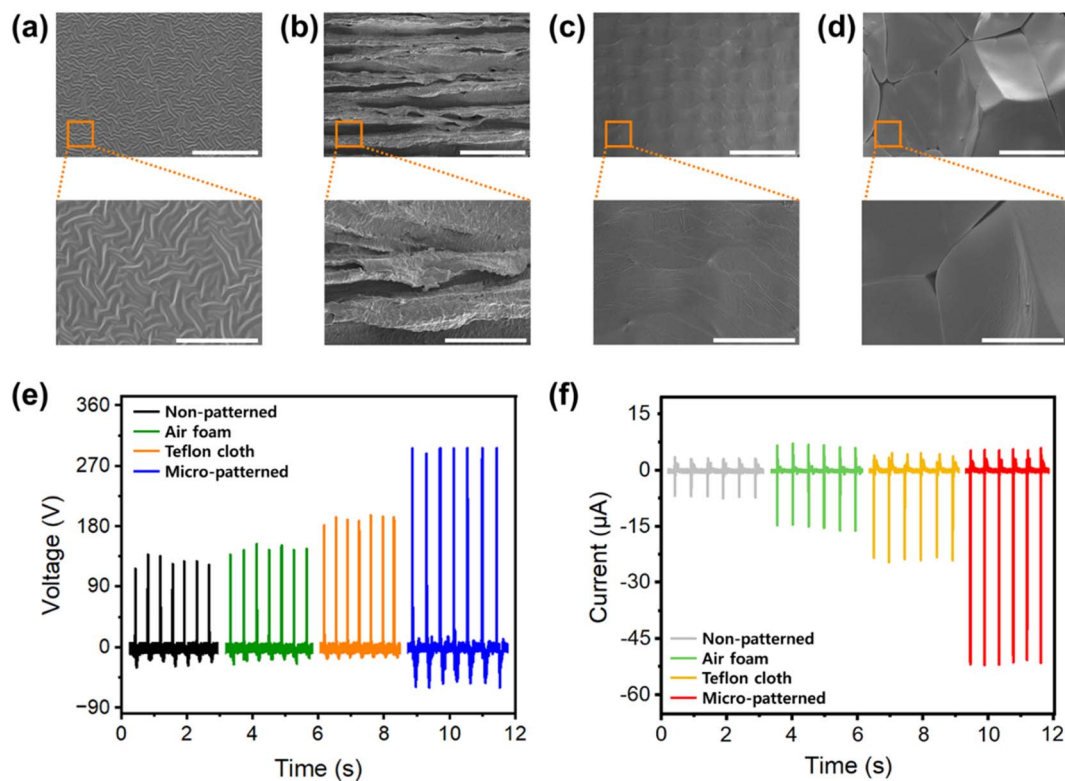 (a)
(b)
(c)
(d)
(e)
360
270
180
90
0
−90
Voltage (V)
Non-patterned
Air foam
Teflon cloth
Micro-patterned
0 2 4 6 8 10 12
Time (s)
(f)
15
0
-15
-30
-45
-60
Current (μA)
Non-patterned
Air foam
Teflon cloth
Micro-patterned
0 2 4 6 8 10 12
Time (s)